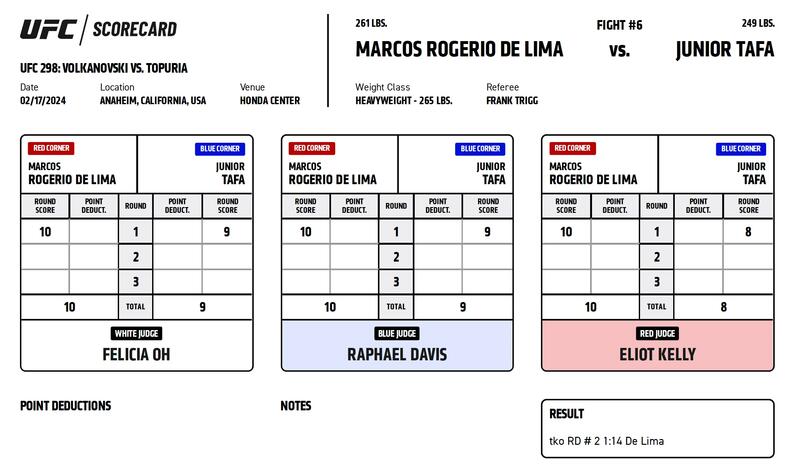 UFC / SCORECARD
UFC 298: VOLKANOVSKI VS. TOPURIA
Date Location Venue
02/17/2024 ANAHEIM, CALIFORNIA, USA HONDA CENTER
261 LBS. FIGHT #6 249 LBS.
MARCOS ROGERIO DE LIMA vs. JUNIOR TAFA
Weight Class Referee
HEAVYWEIGHT - 265 LBS. FRANK TRIGG
RED CORNER BLUE CORNER
MARCOS JUNIOR
ROGERIO DE LIMA TAFA
ROUND SCORE POINT DEDUCT. ROUND POINT DEDUCT. ROUND SCORE
10 1 9
2
3
10 TOTAL 9
WHITE JUDGE
FELICIA OH
RED CORNER BLUE CORNER
MARCOS JUNIOR
ROGERIO DE LIMA TAFA
ROUND SCORE POINT DEDUCT. ROUND POINT DEDUCT. ROUND SCORE
10 1 9
2
3
10 TOTAL 9
BLUE JUDGE
RAPHAEL DAVIS
RED CORNER BLUE CORNER
MARCOS JUNIOR
ROGERIO DE LIMA TAFA
ROUND SCORE POINT DEDUCT. ROUND POINT DEDUCT. ROUND SCORE
10 1 8
2
3
10 TOTAL 8
RED JUDGE
ELIOT KELLY
POINT DEDUCTIONS
NOTES
RESULT
tko RD # 2 1:14 De Lima